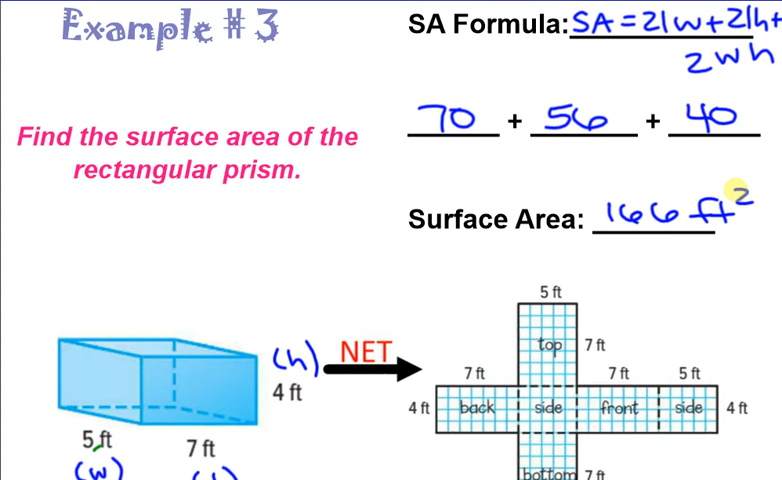 Example # 3
SA Formula: SA = 2lw + 2lh +
2wh
70 + 56 + 40
Find the surface area of the
rectangular prism.
Surface Area: 166 ft²
5 ft
top
7 ft
(h)
NET
4 ft
7 ft
7 ft
5 ft
4 ft
back
side
front
side
4 ft
5 ft
7 ft
(w)
bottom
7 ft